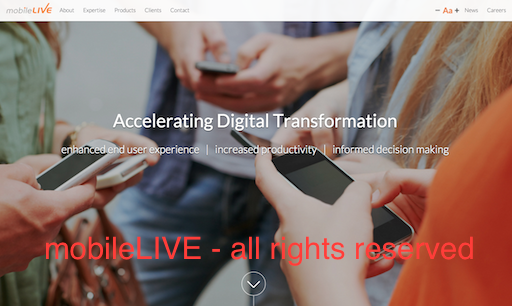 mobileLIVE About Expertise Products Clients Contact − Aa + News Careers
Accelerating Digital Transformation
enhanced end user experience | increased productivity | informed decision making
mobileLIVE - all rights reserved